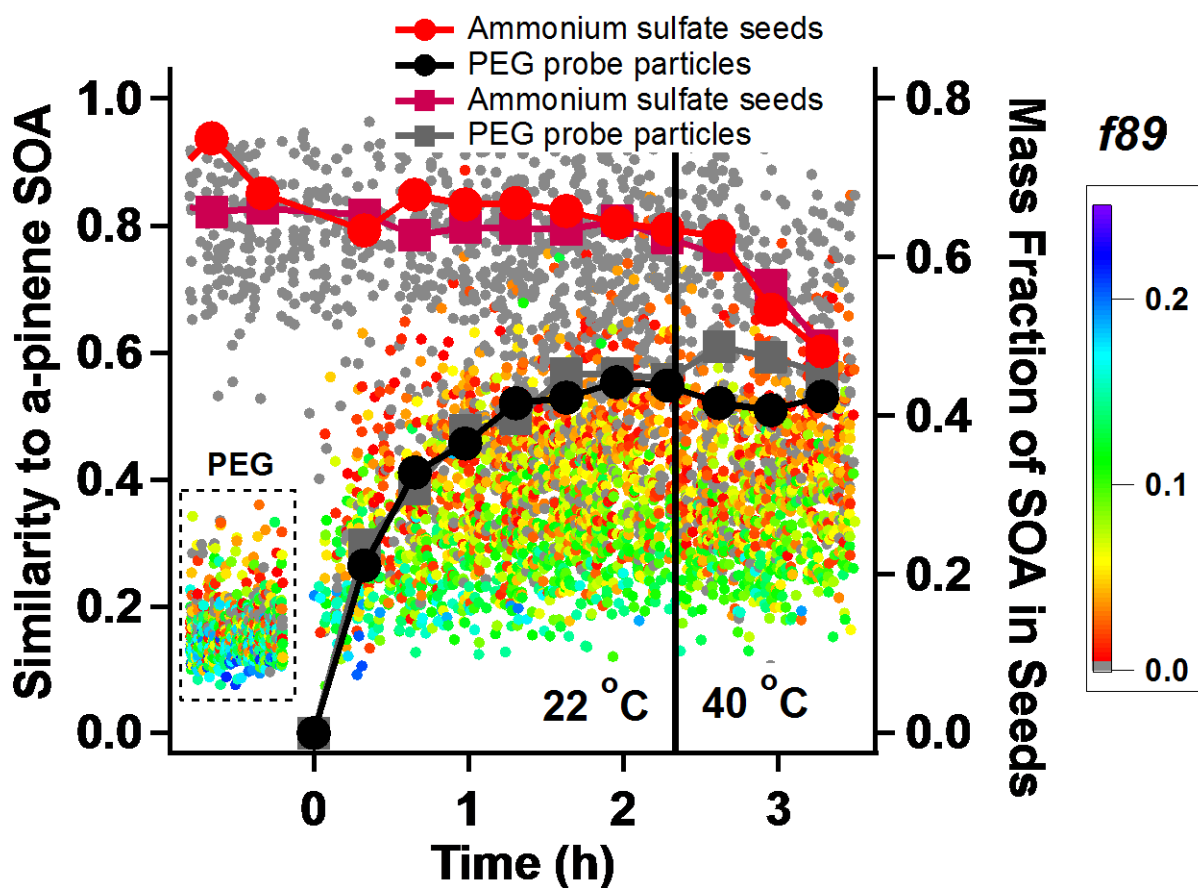 Ammonium sulfate seeds
PEG probe particles
Ammonium sulfate seeds
PEG probe particles
Similarity to a-pinene SOA
1.0
0.8
0.6
0.4
0.2
0.0
PEG
22 °C
40 °C
0
1
2
3
Time (h)
0.8
0.6
0.4
0.2
0.0
Mass Fraction of SOA in Seeds
f89
0.2
0.1
0.0